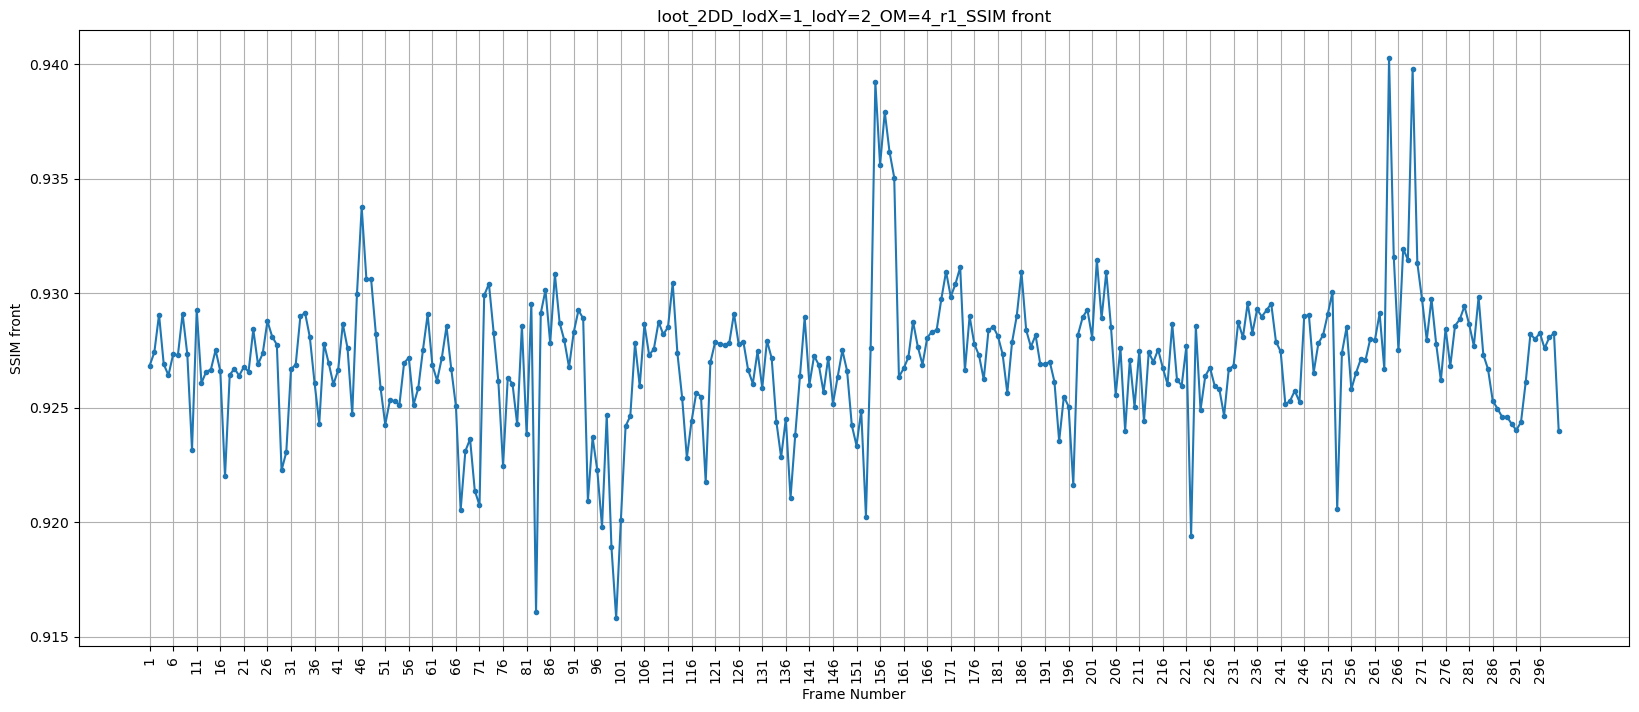 loot_2DD_lodX=1_lodY=2_OM=4_r1_SSIM front
SSIM front
0.940
0.935
0.930
0.925
0.920
0.915
1 6 11 16 21 26 31 36 41 46 51 56 61 66 71 76 81 86 91 96 101 106 111 116 121 126 131 136 141 146 151 156 161 166 171 176 181 186 191 196 201 206 211 216 221 226 231 236 241 246 251 256 261 266 271 276 281 286 291 296
Frame Number